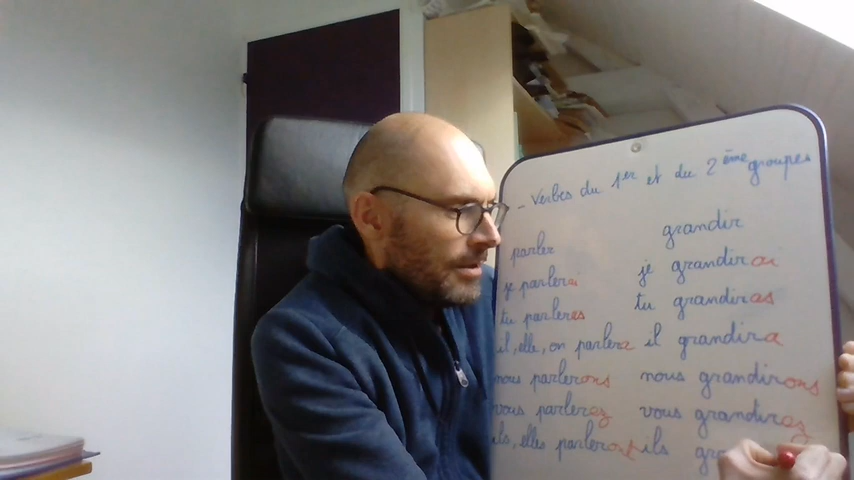 - Verbes du 1er et du 2ème groupes
parler grandir
je parlerai je grandirai
tu parleras tu grandiras
il, elle, on parlera il grandira
nous parlerons nous grandirons
vous parlerez vous grandirez
ils, elles parleront ils